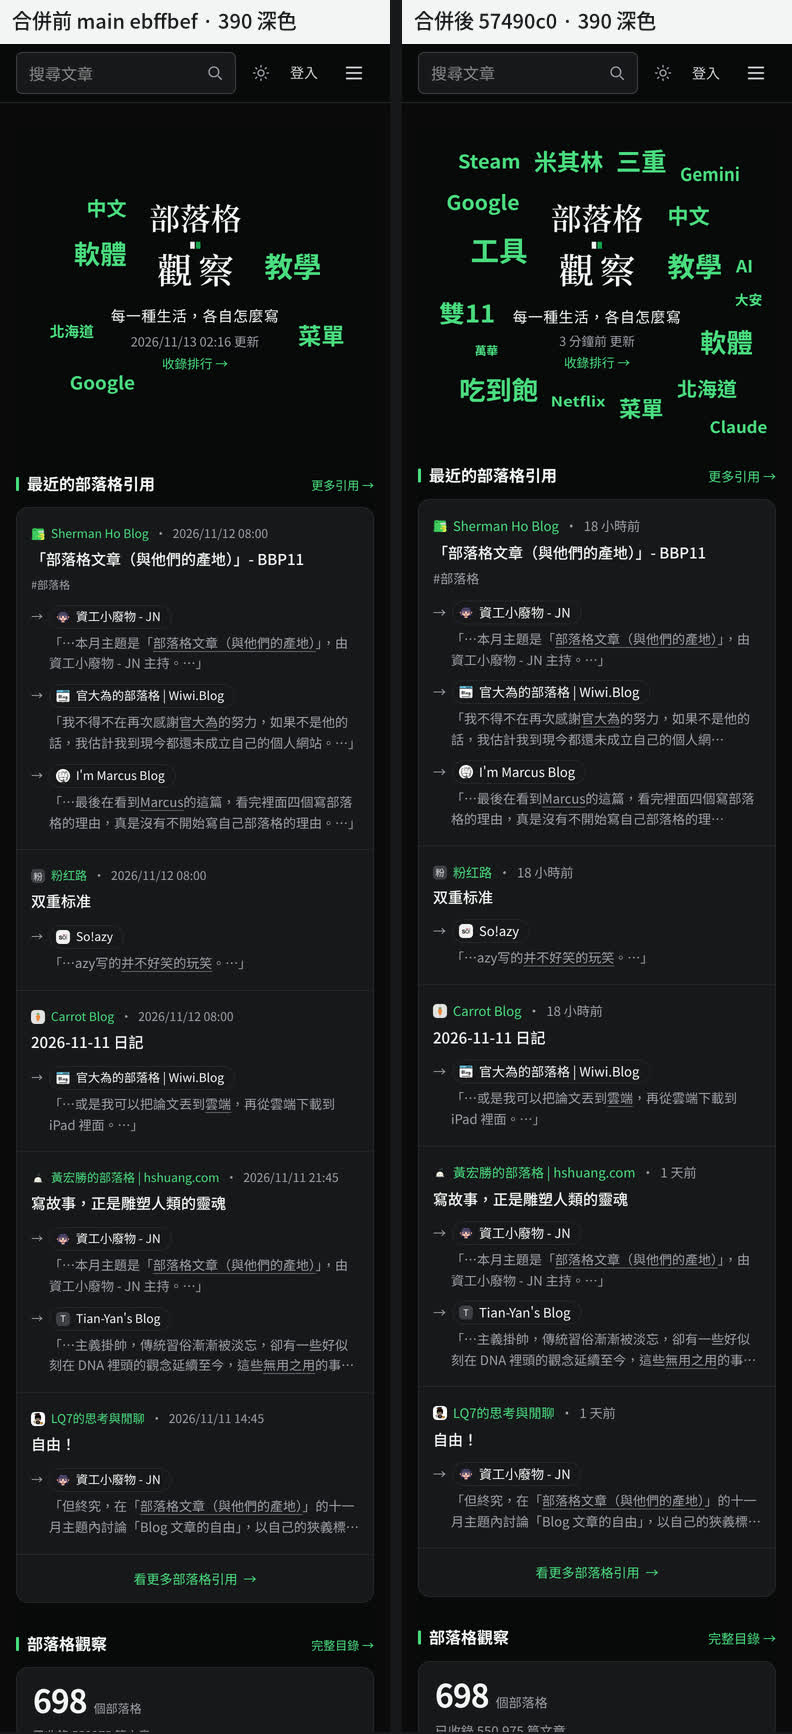 合併前 main ebffbef · 390 深色
搜尋文章
登入
中文
部落格
軟體
觀察
教學
每一種生活，各自怎麼寫
北海道
2026/11/13 02:16 更新
菜單
收錄排行 →
Google
最近的部落格引用
更多引用 →
Sherman Ho Blog · 2026/11/12 08:00
「部落格文章（與他們的產地）」- BBP11
#部落格
→ 資工小廢物 - JN
「…本月主題是「部落格文章（與他們的產地）」，由
資工小廢物 - JN 主持。…」
→ 官大為的部落格 | Wiwi.Blog
「我不得不在再次感謝官大為的努力，如果不是他的
話，我估計我到現今都還未成立自己的個人網站。…」
→ I'm Marcus Blog
「…最後在看到Marcus的這篇，看完裡面四個寫部落
格的理由，真是沒有不開始寫自己部落格的理由。…」
粉 粉红路 · 2026/11/12 08:00
双重标准
→ So!azy
「…azy写的并不好笑的玩笑。…」
Carrot Blog · 2026/11/12 08:00
2026-11-11 日記
→ 官大為的部落格 | Wiwi.Blog
「…或是我可以把論文丟到雲端，再從雲端下載到
iPad 裡面。…」
黃宏勝的部落格 | hshuang.com · 2026/11/11 21:45
寫故事，正是雕塑人類的靈魂
→ 資工小廢物 - JN
「…本月主題是「部落格文章（與他們的產地）」，由
資工小廢物 - JN 主持。…」
→ T Tian-Yan's Blog
「…主義掛帥，傳統習俗漸漸被淡忘，卻有一些好似
刻在 DNA 裡頭的觀念延續至今，這些無用之用的事…
LQ7的思考與閒聊 · 2026/11/11 14:45
自由！
→ 資工小廢物 - JN
「但終究，在「部落格文章（與他們的產地）」的十一
月主題內討論「Blog 文章的自由」，以自己的狹義標…
看更多部落格引用 →
部落格觀察
完整目錄 →
698 個部落格
合併後 57490c0 · 390 深色
搜尋文章
登入
Steam
米其林
三重
Gemini
Google
部落格
中文
工具
觀察
教學
AI
大安
雙11
每一種生活，各自怎麼寫
萬華
3 分鐘前 更新
軟體
收錄排行 →
吃到飽
Netflix
菜單
北海道
Claude
最近的部落格引用
更多引用 →
Sherman Ho Blog · 18 小時前
「部落格文章（與他們的產地）」- BBP11
#部落格
→ 資工小廢物 - JN
「…本月主題是「部落格文章（與他們的產地）」，由
資工小廢物 - JN 主持。…」
→ 官大為的部落格 | Wiwi.Blog
「我不得不在再次感謝官大為的努力，如果不是他的
話，我估計我到現今都還未成立自己的個人網…
→ I'm Marcus Blog
「…最後在看到Marcus的這篇，看完裡面四個寫部落
格的理由，真是沒有不開始寫自己部落格的理…
粉 粉红路 · 18 小時前
双重标准
→ So!azy
「…azy写的并不好笑的玩笑。…」
Carrot Blog · 18 小時前
2026-11-11 日記
→ 官大為的部落格 | Wiwi.Blog
「…或是我可以把論文丟到雲端，再從雲端下載到
iPad 裡面。…」
黃宏勝的部落格 | hshuang.com · 1 天前
寫故事，正是雕塑人類的靈魂
→ 資工小廢物 - JN
「…本月主題是「部落格文章（與他們的產地）」，由
資工小廢物 - JN 主持。…」
→ T Tian-Yan's Blog
「…主義掛帥，傳統習俗漸漸被淡忘，卻有一些好似
刻在 DNA 裡頭的觀念延續至今，這些無用之用的事…
LQ7的思考與閒聊 · 1 天前
自由！
→ 資工小廢物 - JN
「但終究，在「部落格文章（與他們的產地）」的十一
月主題內討論「Blog 文章的自由」，以自己的狹義標…
看更多部落格引用 →
部落格觀察
完整目錄 →
698 個部落格
已收錄 550,975 篇文章